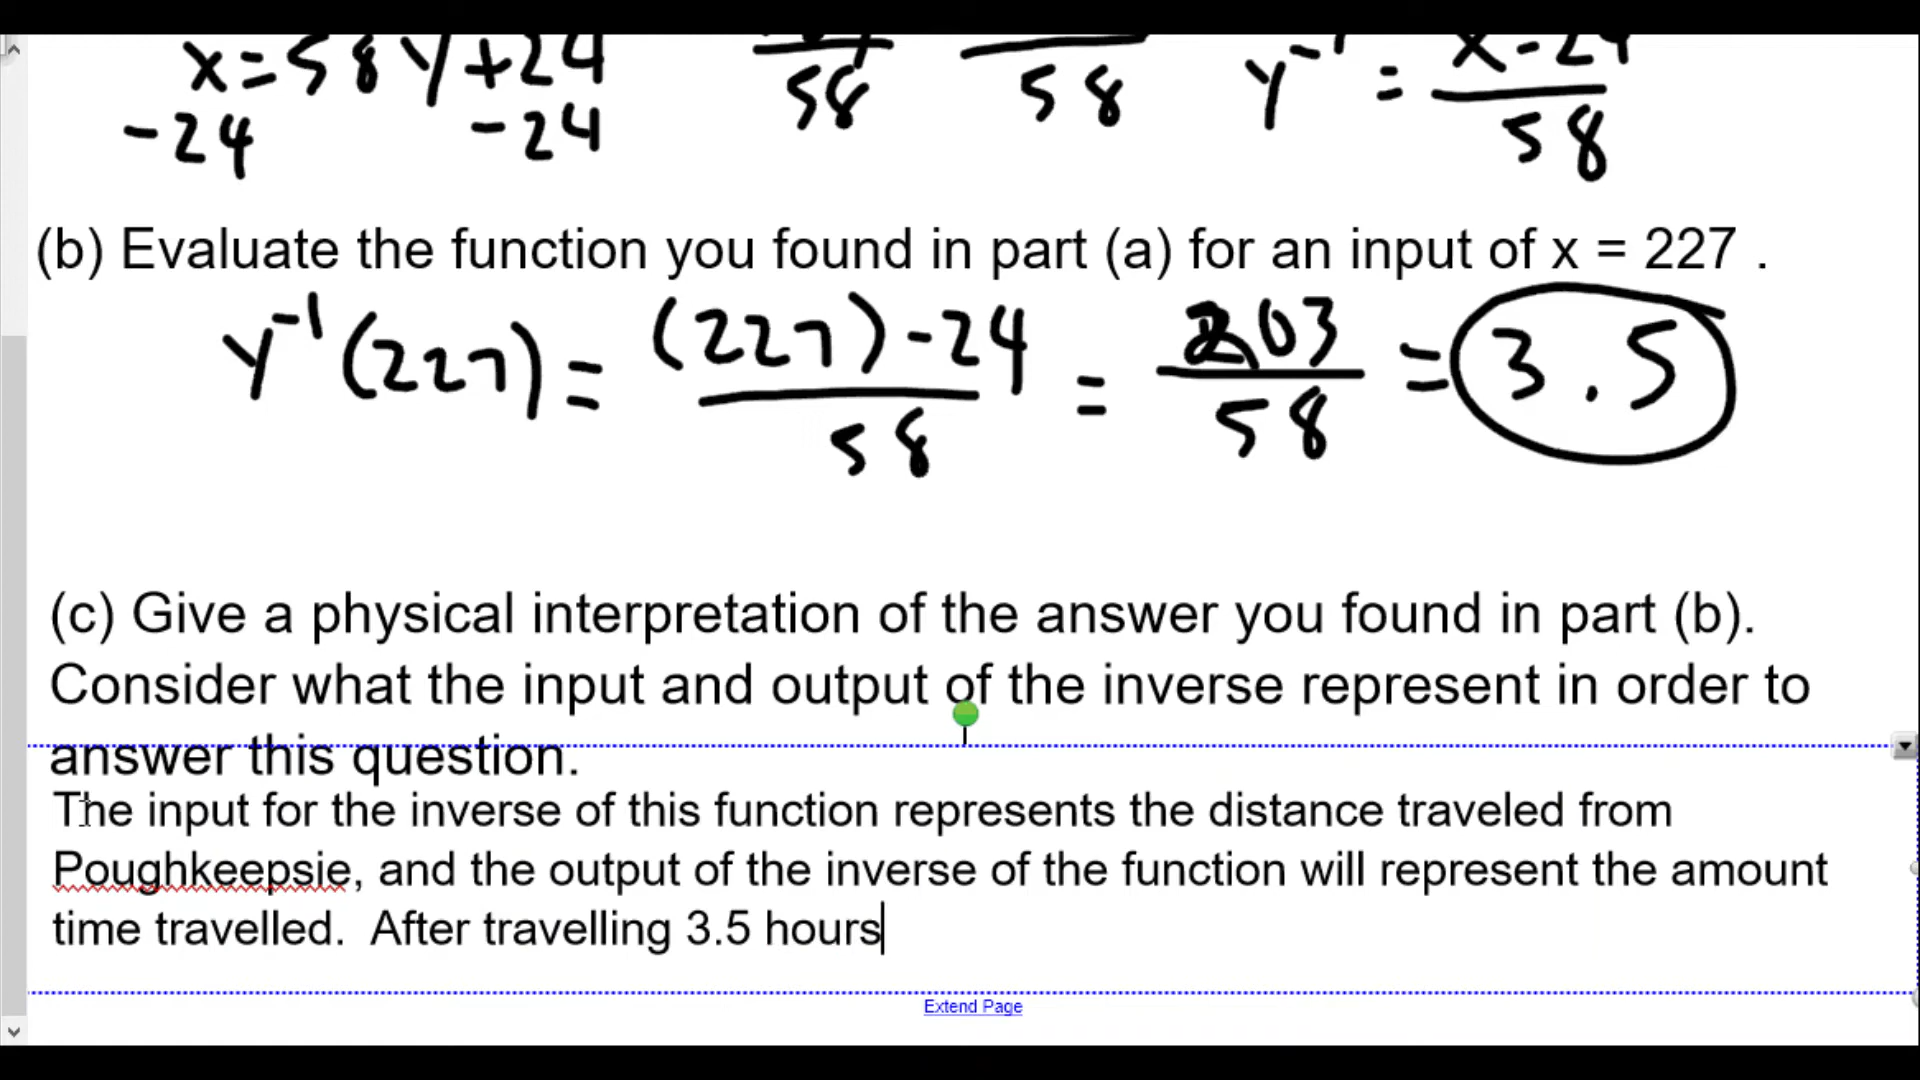 x = 58y + 24
-24 -24
58 58
y⁻¹ = x - 24 / 58
(b) Evaluate the function you found in part (a) for an input of x = 227 .
y⁻¹(227) = (227) - 24 / 58 = 203 / 58 = 3.5
(c) Give a physical interpretation of the answer you found in part (b).
Consider what the input and output of the inverse represent in order to
answer this question.
The input for the inverse of this function represents the distance traveled from
Poughkeepsie, and the output of the inverse of the function will represent the amount
time travelled.  After travelling 3.5 hours
Extend Page